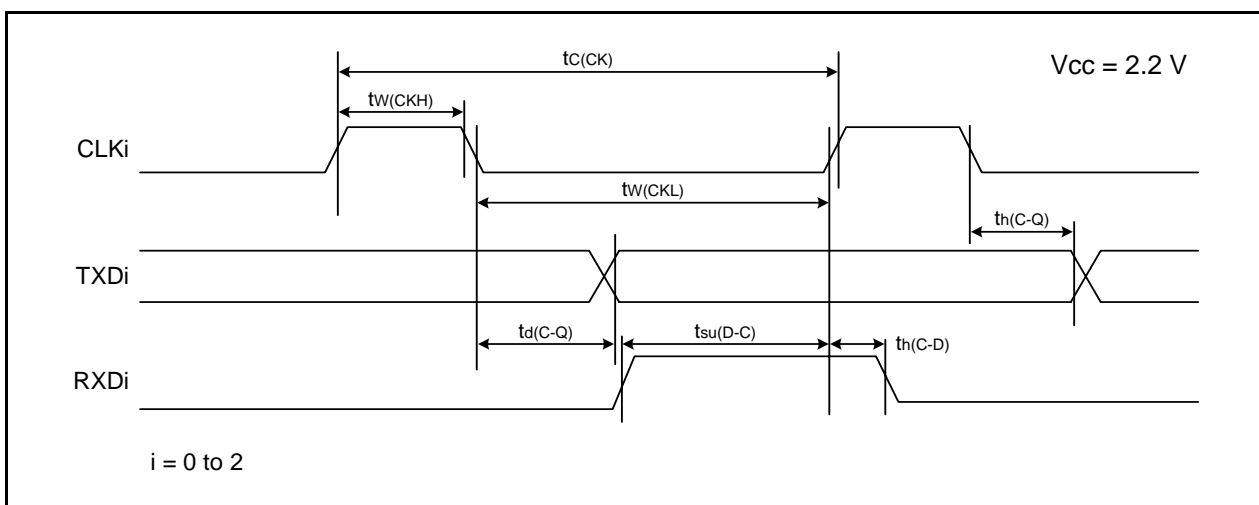 tC(CK)
Vcc = 2.2 V
tW(CKH)
CLKi
tW(CKL)
th(C-Q)
TXDi
td(C-Q)
tsu(D-C)
th(C-D)
RXDi
i = 0 to 2